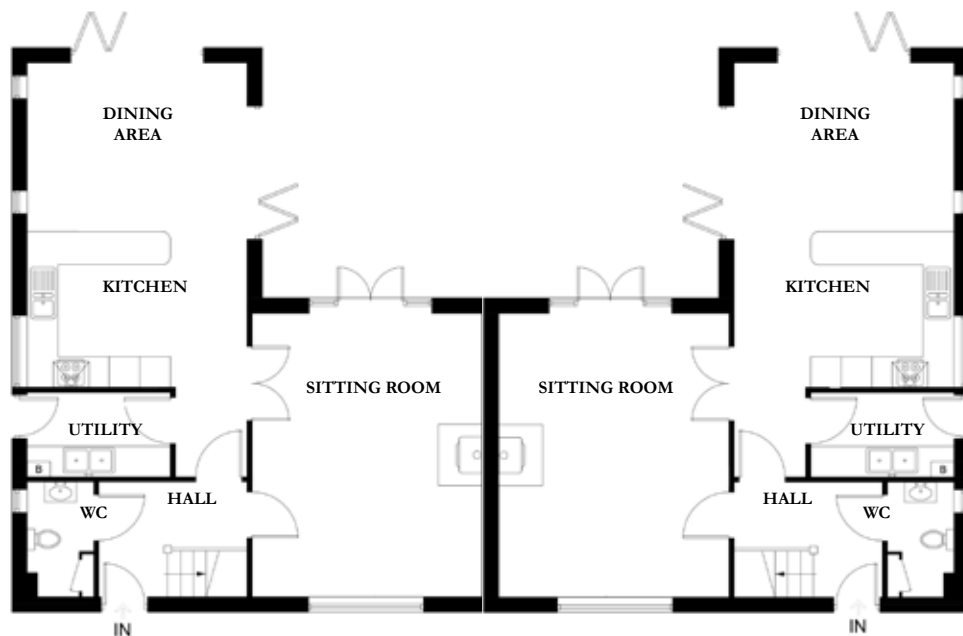 DINING
AREA
DINING
AREA
KITCHEN
KITCHEN
SITTING ROOM
SITTING ROOM
UTILITY
UTILITY
B
B
HALL
HALL
WC
WC
IN
IN